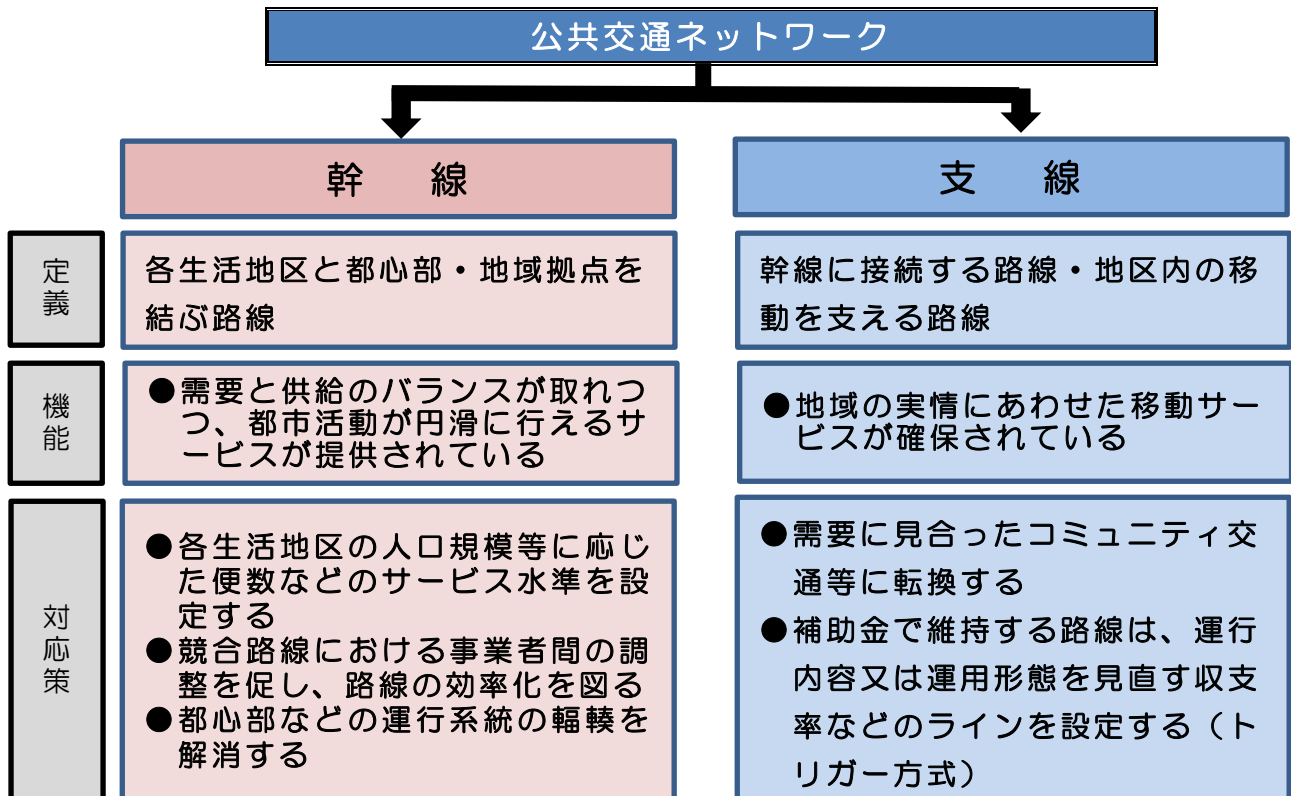 公共交通ネットワーク
幹 線
支 線
定義
各生活地区と都心部・地域拠点を
結ぶ路線
幹線に接続する路線・地区内の移
動を支える路線
機能
●需要と供給のバランスが取れつ
つ、都市活動が円滑に行えるサ
ービスが提供されている
●地域の実情にあわせた移動サー
ビスが確保されている
対応策
●各生活地区の人口規模等に応じ
た便数などのサービス水準を設
定する
●競合路線における事業者間の調
整を促し、路線の効率化を図る
●都心部などの運行系統の輻輳を
解消する
●需要に見合ったコミュニティ交
通等に転換する
●補助金で維持する路線は、運行
内容又は運用形態を見直す収支
率などのラインを設定する（ト
リガー方式）